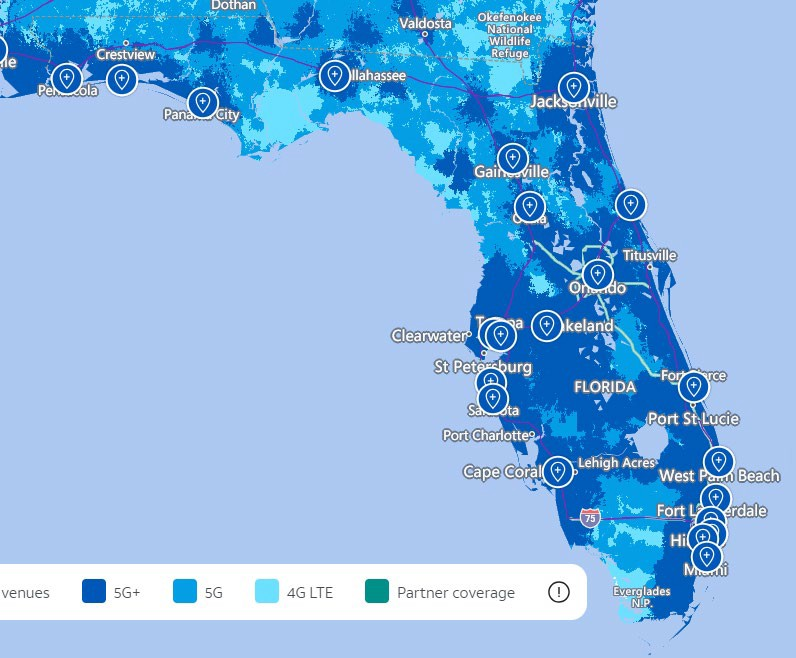 Dothan
Valdosta
Okefenokee
National
Wildlife
Refuge
Crestview
Jacksonville
Panama City
Gainesville
Titusville
Orlando
Clearwater
Lakeland
St Petersburg
FLORIDA
Fort Pierce
Sarasota
Port St Lucie
Port Charlotte
Lehigh Acres
Cape Coral
West Palm Beach
Fort Lauderdale
75
Miami
Everglades
N.P.
venues
5G+
5G
4G LTE
Partner coverage
!